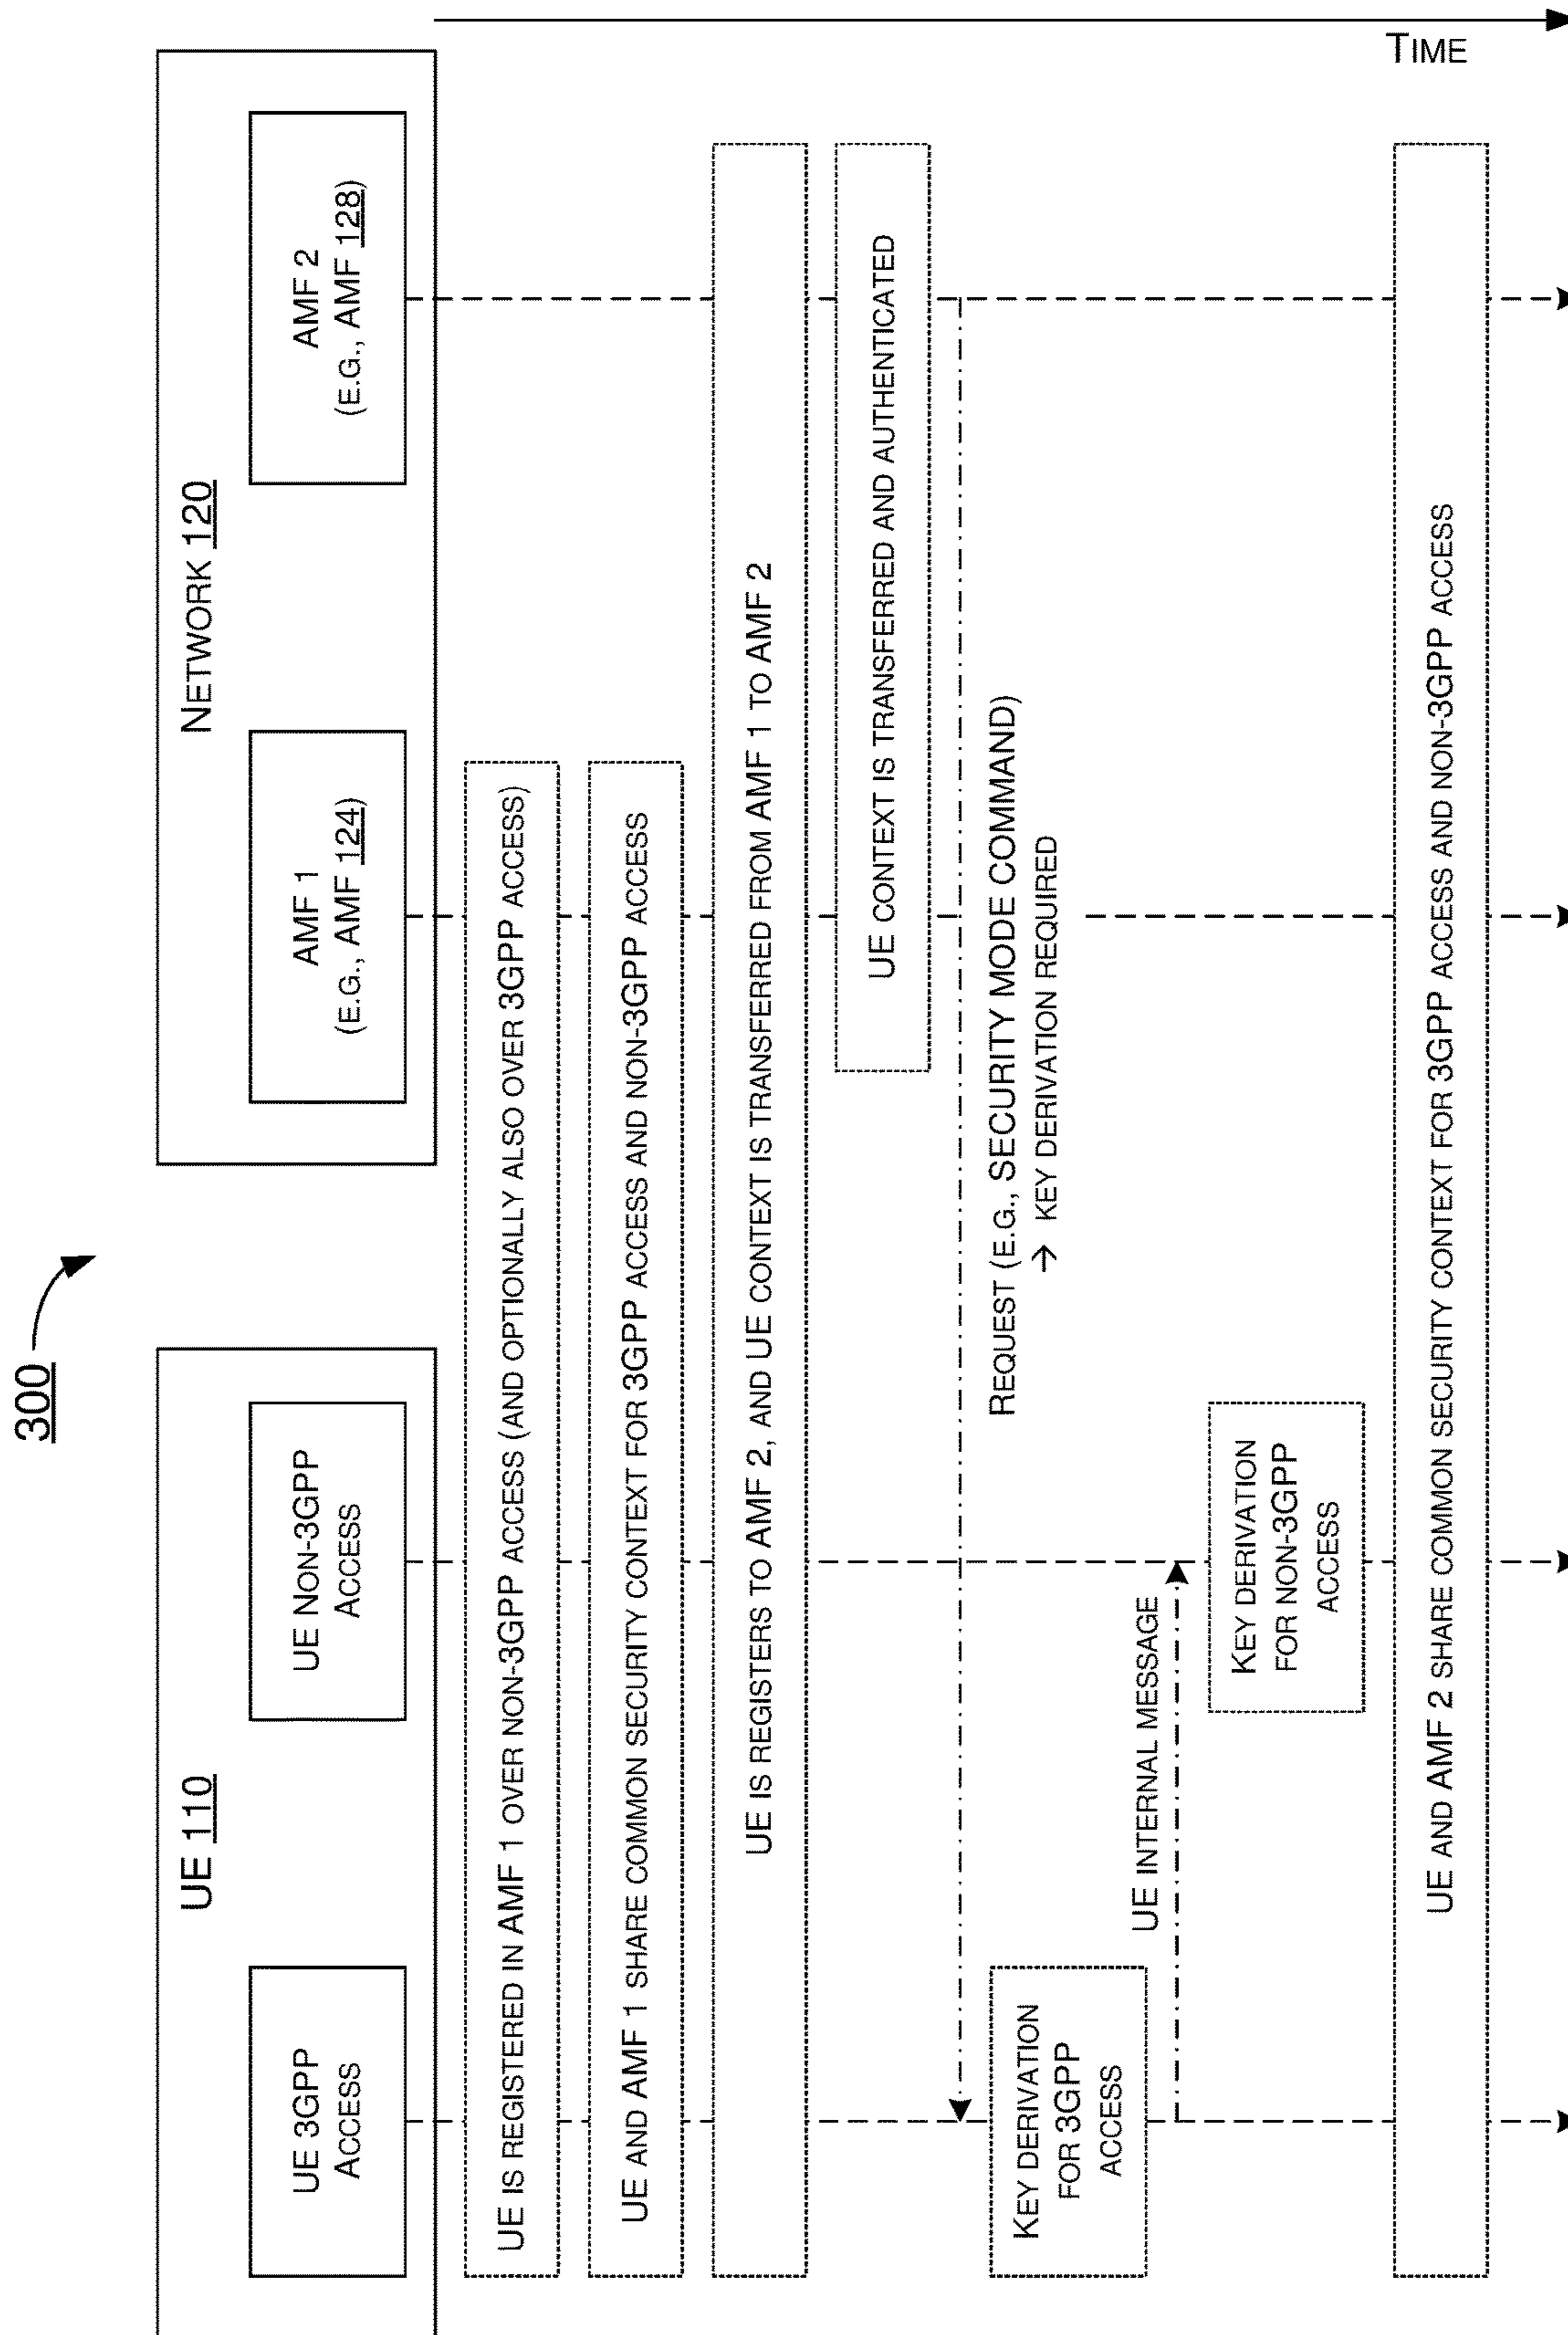 300
UE 110
NETWORK 120
UE 3GPP
ACCESS
UE NON-3GPP
ACCESS
AMF 1
(E.G., AMF 124)
AMF 2
(E.G., AMF 128)
UE IS REGISTERED IN AMF 1 OVER NON-3GPP ACCESS (AND OPTIONALLY ALSO OVER 3GPP ACCESS)
UE AND AMF 1 SHARE COMMON SECURITY CONTEXT FOR 3GPP ACCESS AND NON-3GPP ACCESS
UE IS REGISTERS TO AMF 2, AND UE CONTEXT IS TRANSFERRED FROM AMF 1 TO AMF 2
UE CONTEXT IS TRANSFERRED AND AUTHENTICATED
REQUEST (E.G., SECURITY MODE COMMAND)
→ KEY DERIVATION REQUIRED
KEY DERIVATION
FOR 3GPP
ACCESS
UE INTERNAL MESSAGE
KEY DERIVATION
FOR NON-3GPP
ACCESS
UE AND AMF 2 SHARE COMMON SECURITY CONTEXT FOR 3GPP ACCESS AND NON-3GPP ACCESS
TIME